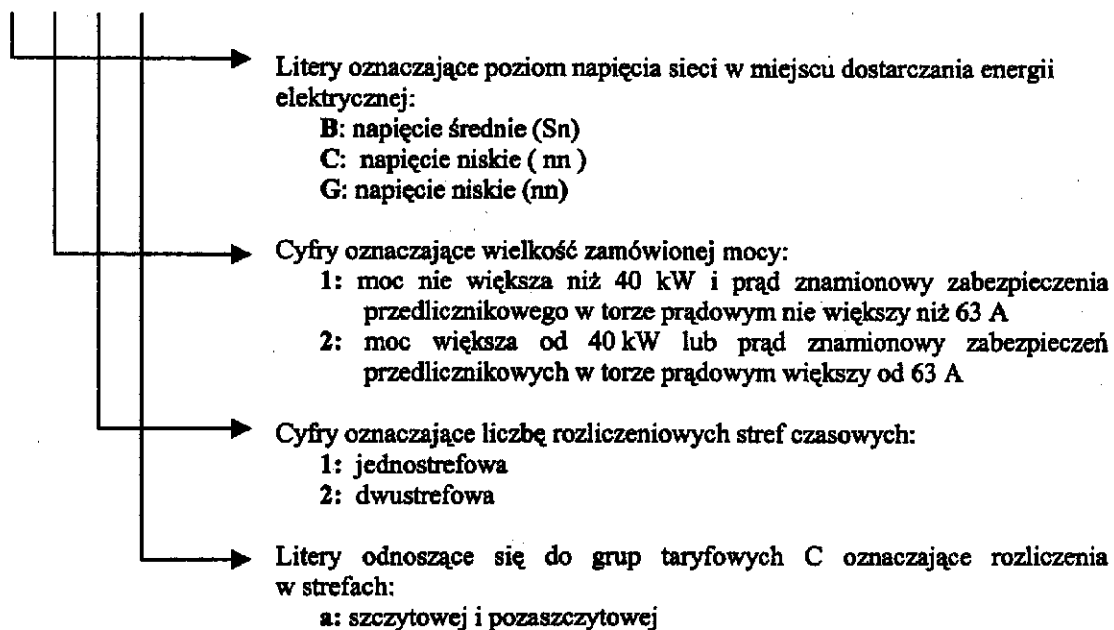 Litery oznaczające poziom napięcia sieci w miejscu dostarczania energii
elektrycznej:
B: napięcie średnie (Sn)
C: napięcie niskie ( nn )
G: napięcie niskie (nn)
Cyfry oznaczające wielkość zamówionej mocy:
1: moc nie większa niż 40 kW i prąd znamionowy zabezpieczenia
przedlicznikowego w torze prądowym nie większy niż 63 A
2: moc większa od 40 kW lub prąd znamionowy zabezpieczeń
przedlicznikowych w torze prądowym większy od 63 A
Cyfry oznaczające liczbę rozliczeniowych stref czasowych:
1: jednostrefowa
2: dwustrefowa
Litery odnoszące się do grup taryfowych C oznaczające rozliczenia
w strefach:
a: szczytowej i pozaszczytowej